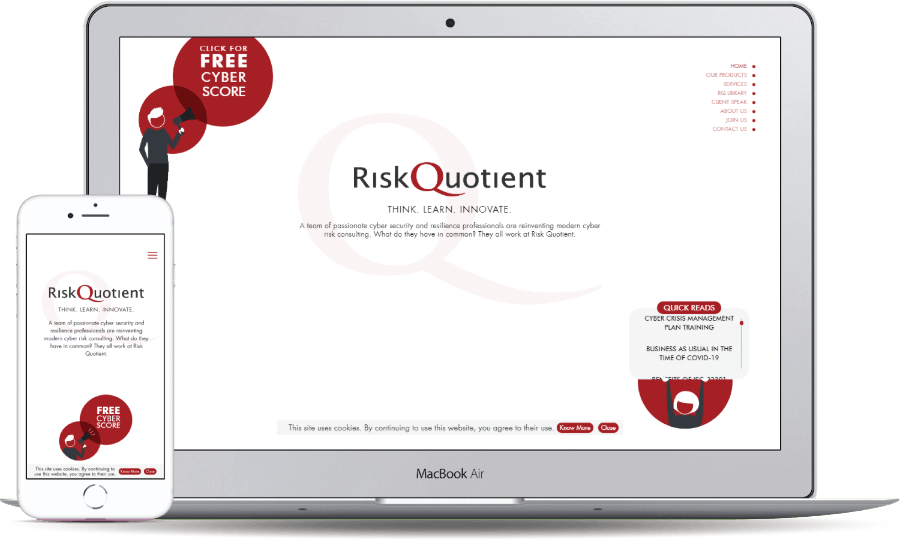 CLICK FOR
FREE
CYBER
SCORE
HOME
OUR PRODUCTS
SERVICES
RQ LIBRARY
CLIENT SPEAK
ABOUT US
JOIN US
CONTACT US
RiskQuotient
THINK. LEARN. INNOVATE.
A team of passionate cyber security and resilience professionals are reinventing modern cyber
risk consulting. What do they have in common? They all work at Risk Quotient.
QUICK READS
CYBER CRISIS MANAGEMENT
PLAN TRAINING
BUSINESS AS USUAL IN THE
TIME OF COVID-19
This site uses cookies. By continuing to use this website, you agree to their use. Know More Close
MacBook Air
RiskQuotient
THINK. LEARN. INNOVATE.
A team of passionate cyber security and
resilience professionals are reinventing
modern cyber risk consulting. What do they
have in common? They all work at Risk
Quotient.
FREE
CYBER
SCORE
This site uses cookies. By continuing to
use this website, you agree to their use. Know More Close